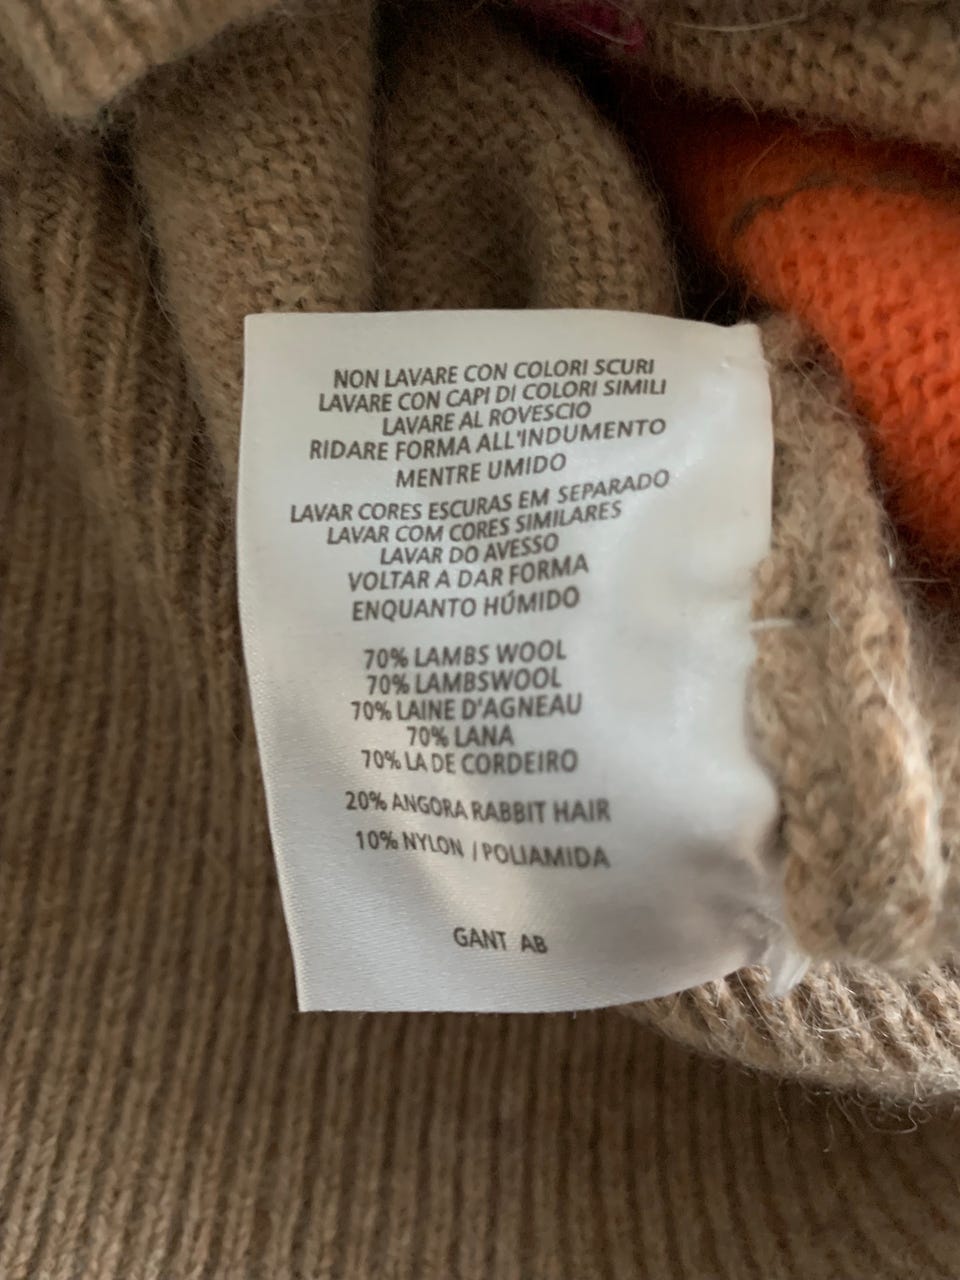 NON LAVARE CON COLORI SCURI
LAVARE CON CAPI DI COLORI SIMILI
LAVARE AL ROVESCIO
RIDARE FORMA ALL'INDUMENTO
MENTRE UMIDO
LAVAR CORES ESCURAS EM SEPARADO
LAVAR COM CORES SIMILARES
LAVAR DO AVESSO
VOLTAR A DAR FORMA
ENQUANTO HÚMIDO
70% LAMBS WOOL
70% LAMBSWOOL
70% LAINE D'AGNEAU
70% LANA
70% LA DE CORDEIRO
20% ANGORA RABBIT HAIR
10% NYLON / POLIAMIDA
GANT AB